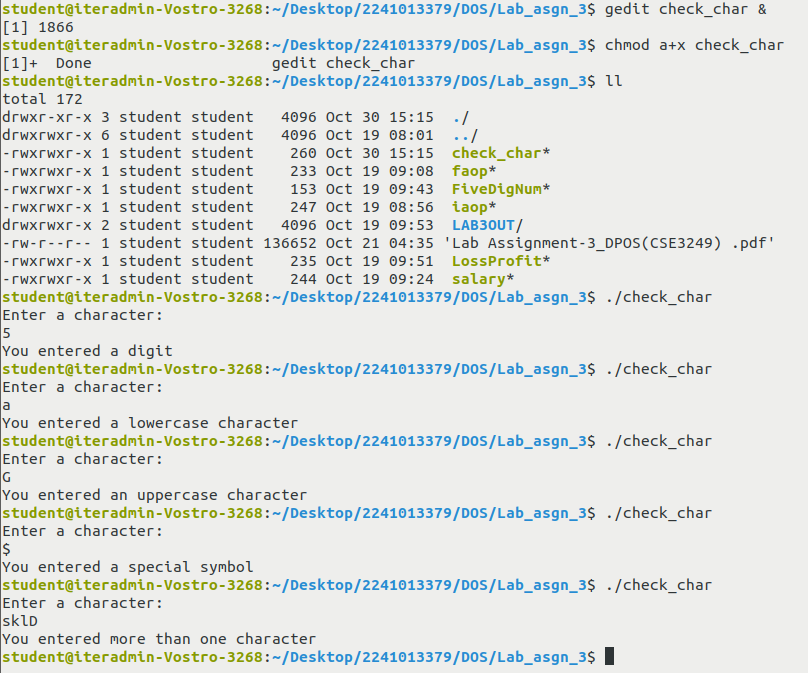 student@iteradmin-Vostro-3268:~/Desktop/2241013379/DOS/Lab_asgn_3$ gedit check_char &
[1] 1866
student@iteradmin-Vostro-3268:~/Desktop/2241013379/DOS/Lab_asgn_3$ chmod a+x check_char
[1]+  Done                    gedit check_char
student@iteradmin-Vostro-3268:~/Desktop/2241013379/DOS/Lab_asgn_3$ ll
total 172
drwxr-xr-x 3 student student   4096 Oct 30 15:15  ./
drwxrwxr-x 6 student student   4096 Oct 19 08:01  ../
-rwxrwxr-x 1 student student    260 Oct 30 15:15  check_char*
-rwxrwxr-x 1 student student    233 Oct 19 09:08  faop*
-rwxrwxr-x 1 student student    153 Oct 19 09:43  FiveDigNum*
-rwxrwxr-x 1 student student    247 Oct 19 08:56  iaop*
drwxrwxr-x 2 student student   4096 Oct 19 09:53  LAB3OUT/
-rw-r--r-- 1 student student 136652 Oct 21 04:35 'Lab Assignment-3_DPOS(CSE3249) .pdf'
-rwxrwxr-x 1 student student    235 Oct 19 09:51  LossProfit*
-rwxrwxr-x 1 student student    244 Oct 19 09:24  salary*
student@iteradmin-Vostro-3268:~/Desktop/2241013379/DOS/Lab_asgn_3$ ./check_char
Enter a character:
5
You entered a digit
student@iteradmin-Vostro-3268:~/Desktop/2241013379/DOS/Lab_asgn_3$ ./check_char
Enter a character:
a
You entered a lowercase character
student@iteradmin-Vostro-3268:~/Desktop/2241013379/DOS/Lab_asgn_3$ ./check_char
Enter a character:
G
You entered an uppercase character
student@iteradmin-Vostro-3268:~/Desktop/2241013379/DOS/Lab_asgn_3$ ./check_char
Enter a character:
$
You entered a special symbol
student@iteradmin-Vostro-3268:~/Desktop/2241013379/DOS/Lab_asgn_3$ ./check_char
Enter a character:
sklD
You entered more than one character
student@iteradmin-Vostro-3268:~/Desktop/2241013379/DOS/Lab_asgn_3$